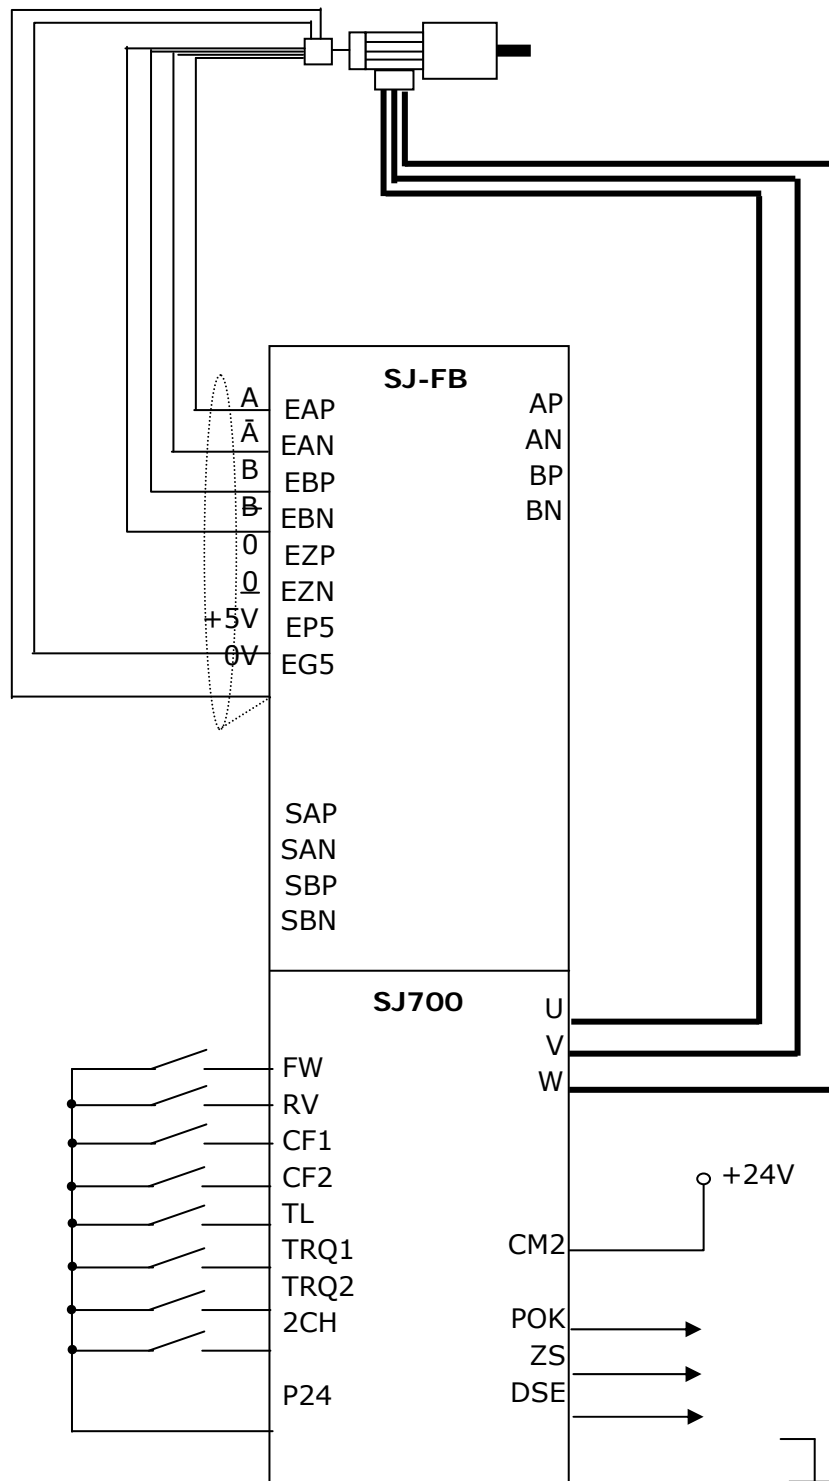 SJ-FB
A EAP AP
Ā EAN AN
B EBP BP
B̅ EBN BN
0 EZP
0 EZN
+5V EP5
0V EG5
SAP
SAN
SBP
SBN
SJ700
U
V
W
FW
RV
CF1
CF2
+24V
TL
TRQ1 CM2
TRQ2
2CH POK
ZS
P24 DSE